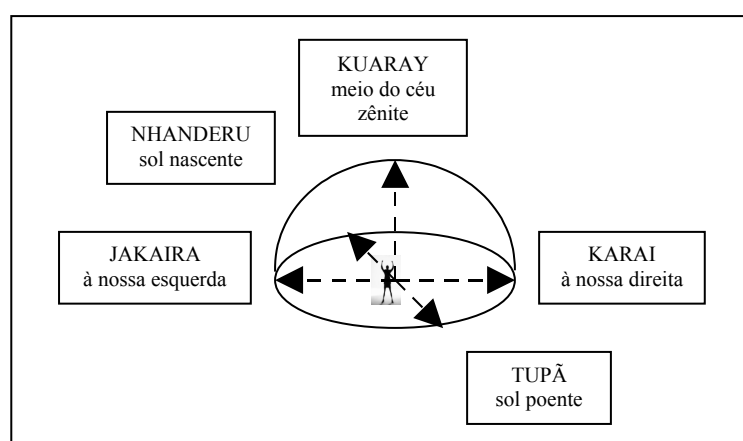 KUARAY
meio do céu
zênite
NHANDERU
sol nascente
JAKAIRA
à nossa esquerda
KARAI
à nossa direita
TUPÃ
sol poente